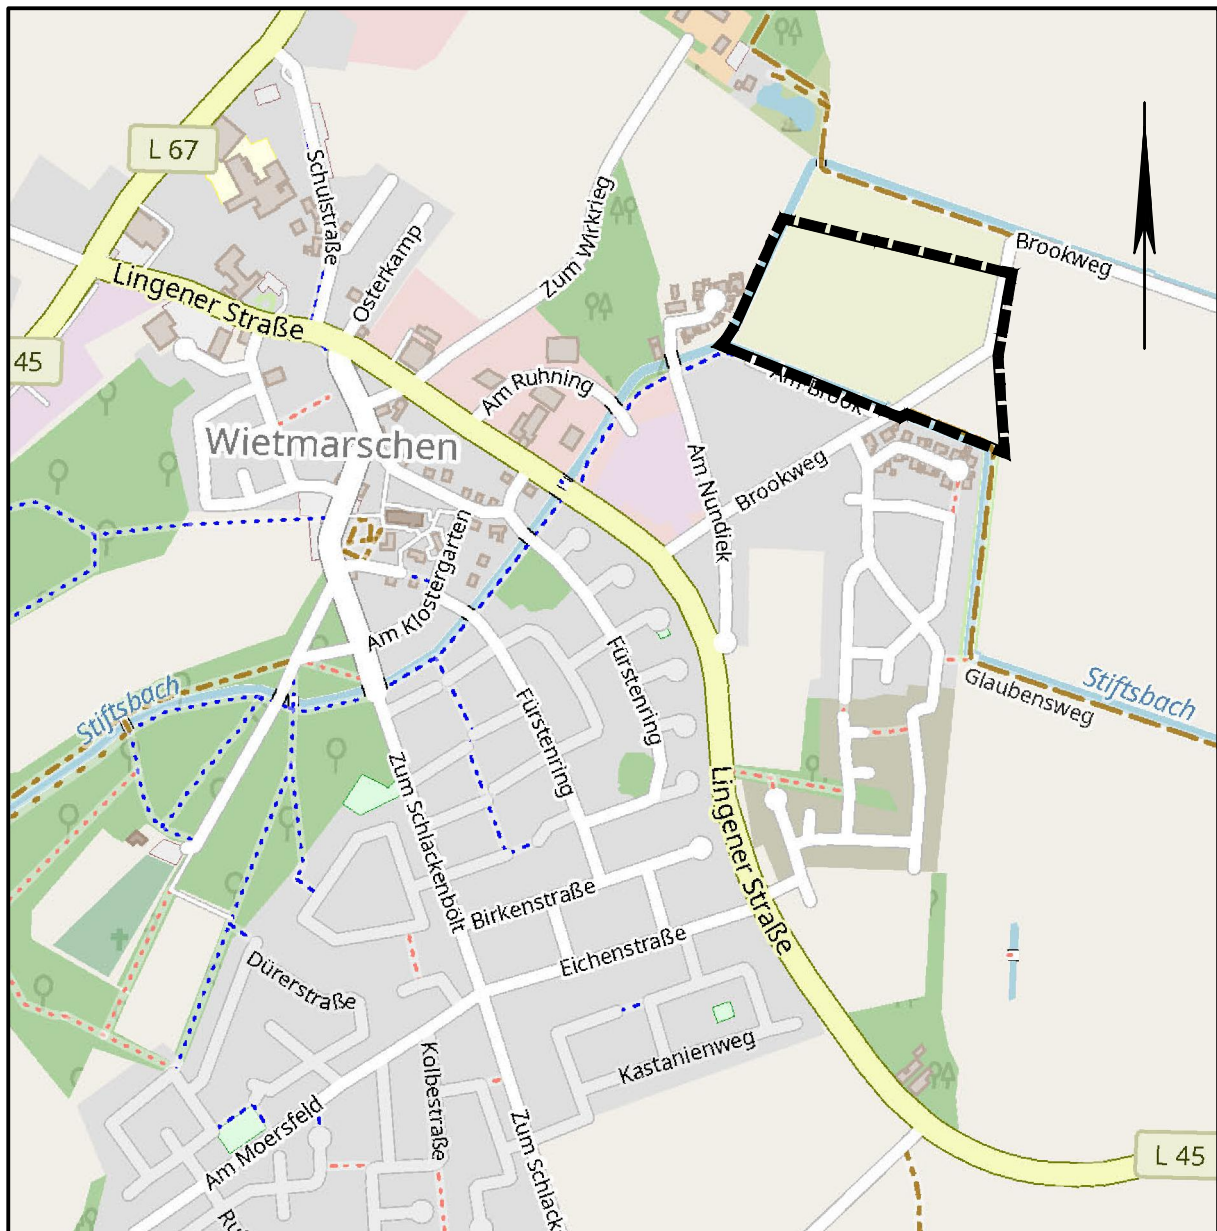 L 67
Schulstraße
Osterkamp
Zum Wirkrieg
Brookweg
Lingener Straße
45
Am Ruhning
Am Brook
Wietmarschen
Am Nundiek
Brookweg
Am Klostergarten
Fürstenring
Fürstenring
Stiftsbach
Stiftsbach
Glaubensweg
Zum Schlackenbölt
Lingener Straße
Birkenstraße
Eichenstraße
Dürerstraße
Kastanienweg
Kolbestraße
Am Moersfeld
Zum Schlack
L 45
Ru